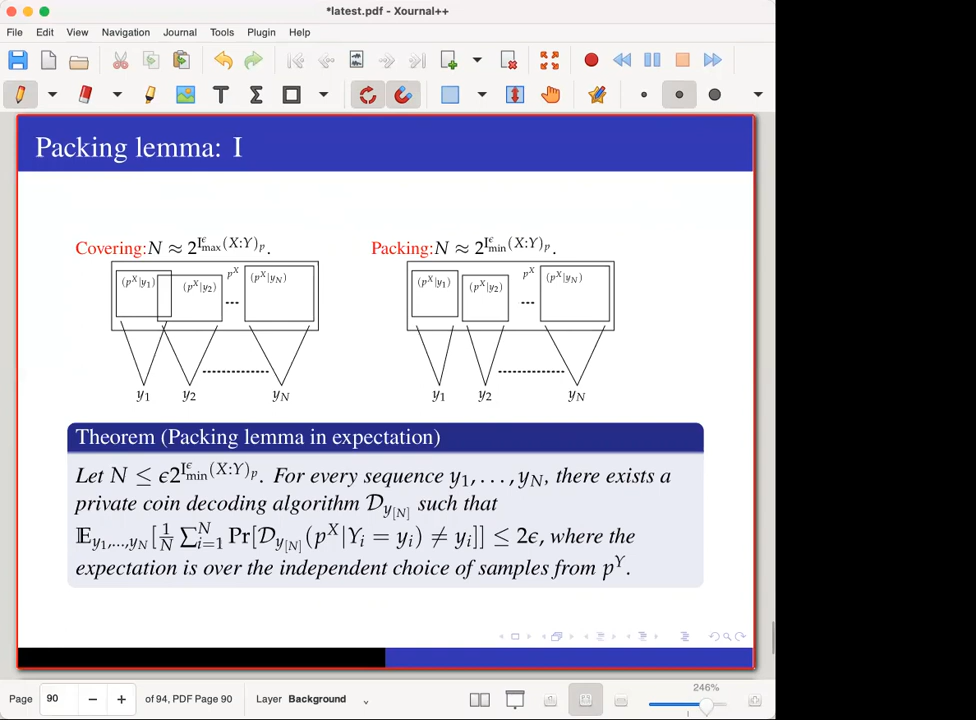 *latest.pdf - Xournal++
File Edit View Navigation Journal Tools Plugin Help
Packing lemma: I
Covering: N ≈ 2^{I^ϵ_max(X:Y)_p}. Packing: N ≈ 2^{I^ϵ_min(X:Y)_p}.
(p^X|y_1) (p^X|y_2) p^X (p^X|y_N) (p^X|y_1) (p^X|y_2) p^X (p^X|y_N)
y_1 y_2 y_N y_1 y_2 y_N
Theorem (Packing lemma in expectation)
Let N ≤ ϵ2^{I^ϵ_min(X:Y)_p}. For every sequence y_1, . . . , y_N, there exists a
private coin decoding algorithm 𝒟_{y_[N]} such that
𝔼_{y_1,...,y_N}[1/N ∑_{i=1}^N Pr[𝒟_{y_[N]}(p^X|Y_i = y_i) ≠ y_i]] ≤ 2ϵ, where the
expectation is over the independent choice of samples from p^Y.
246%
Page 90 − + of 94, PDF Page 90 Layer Background